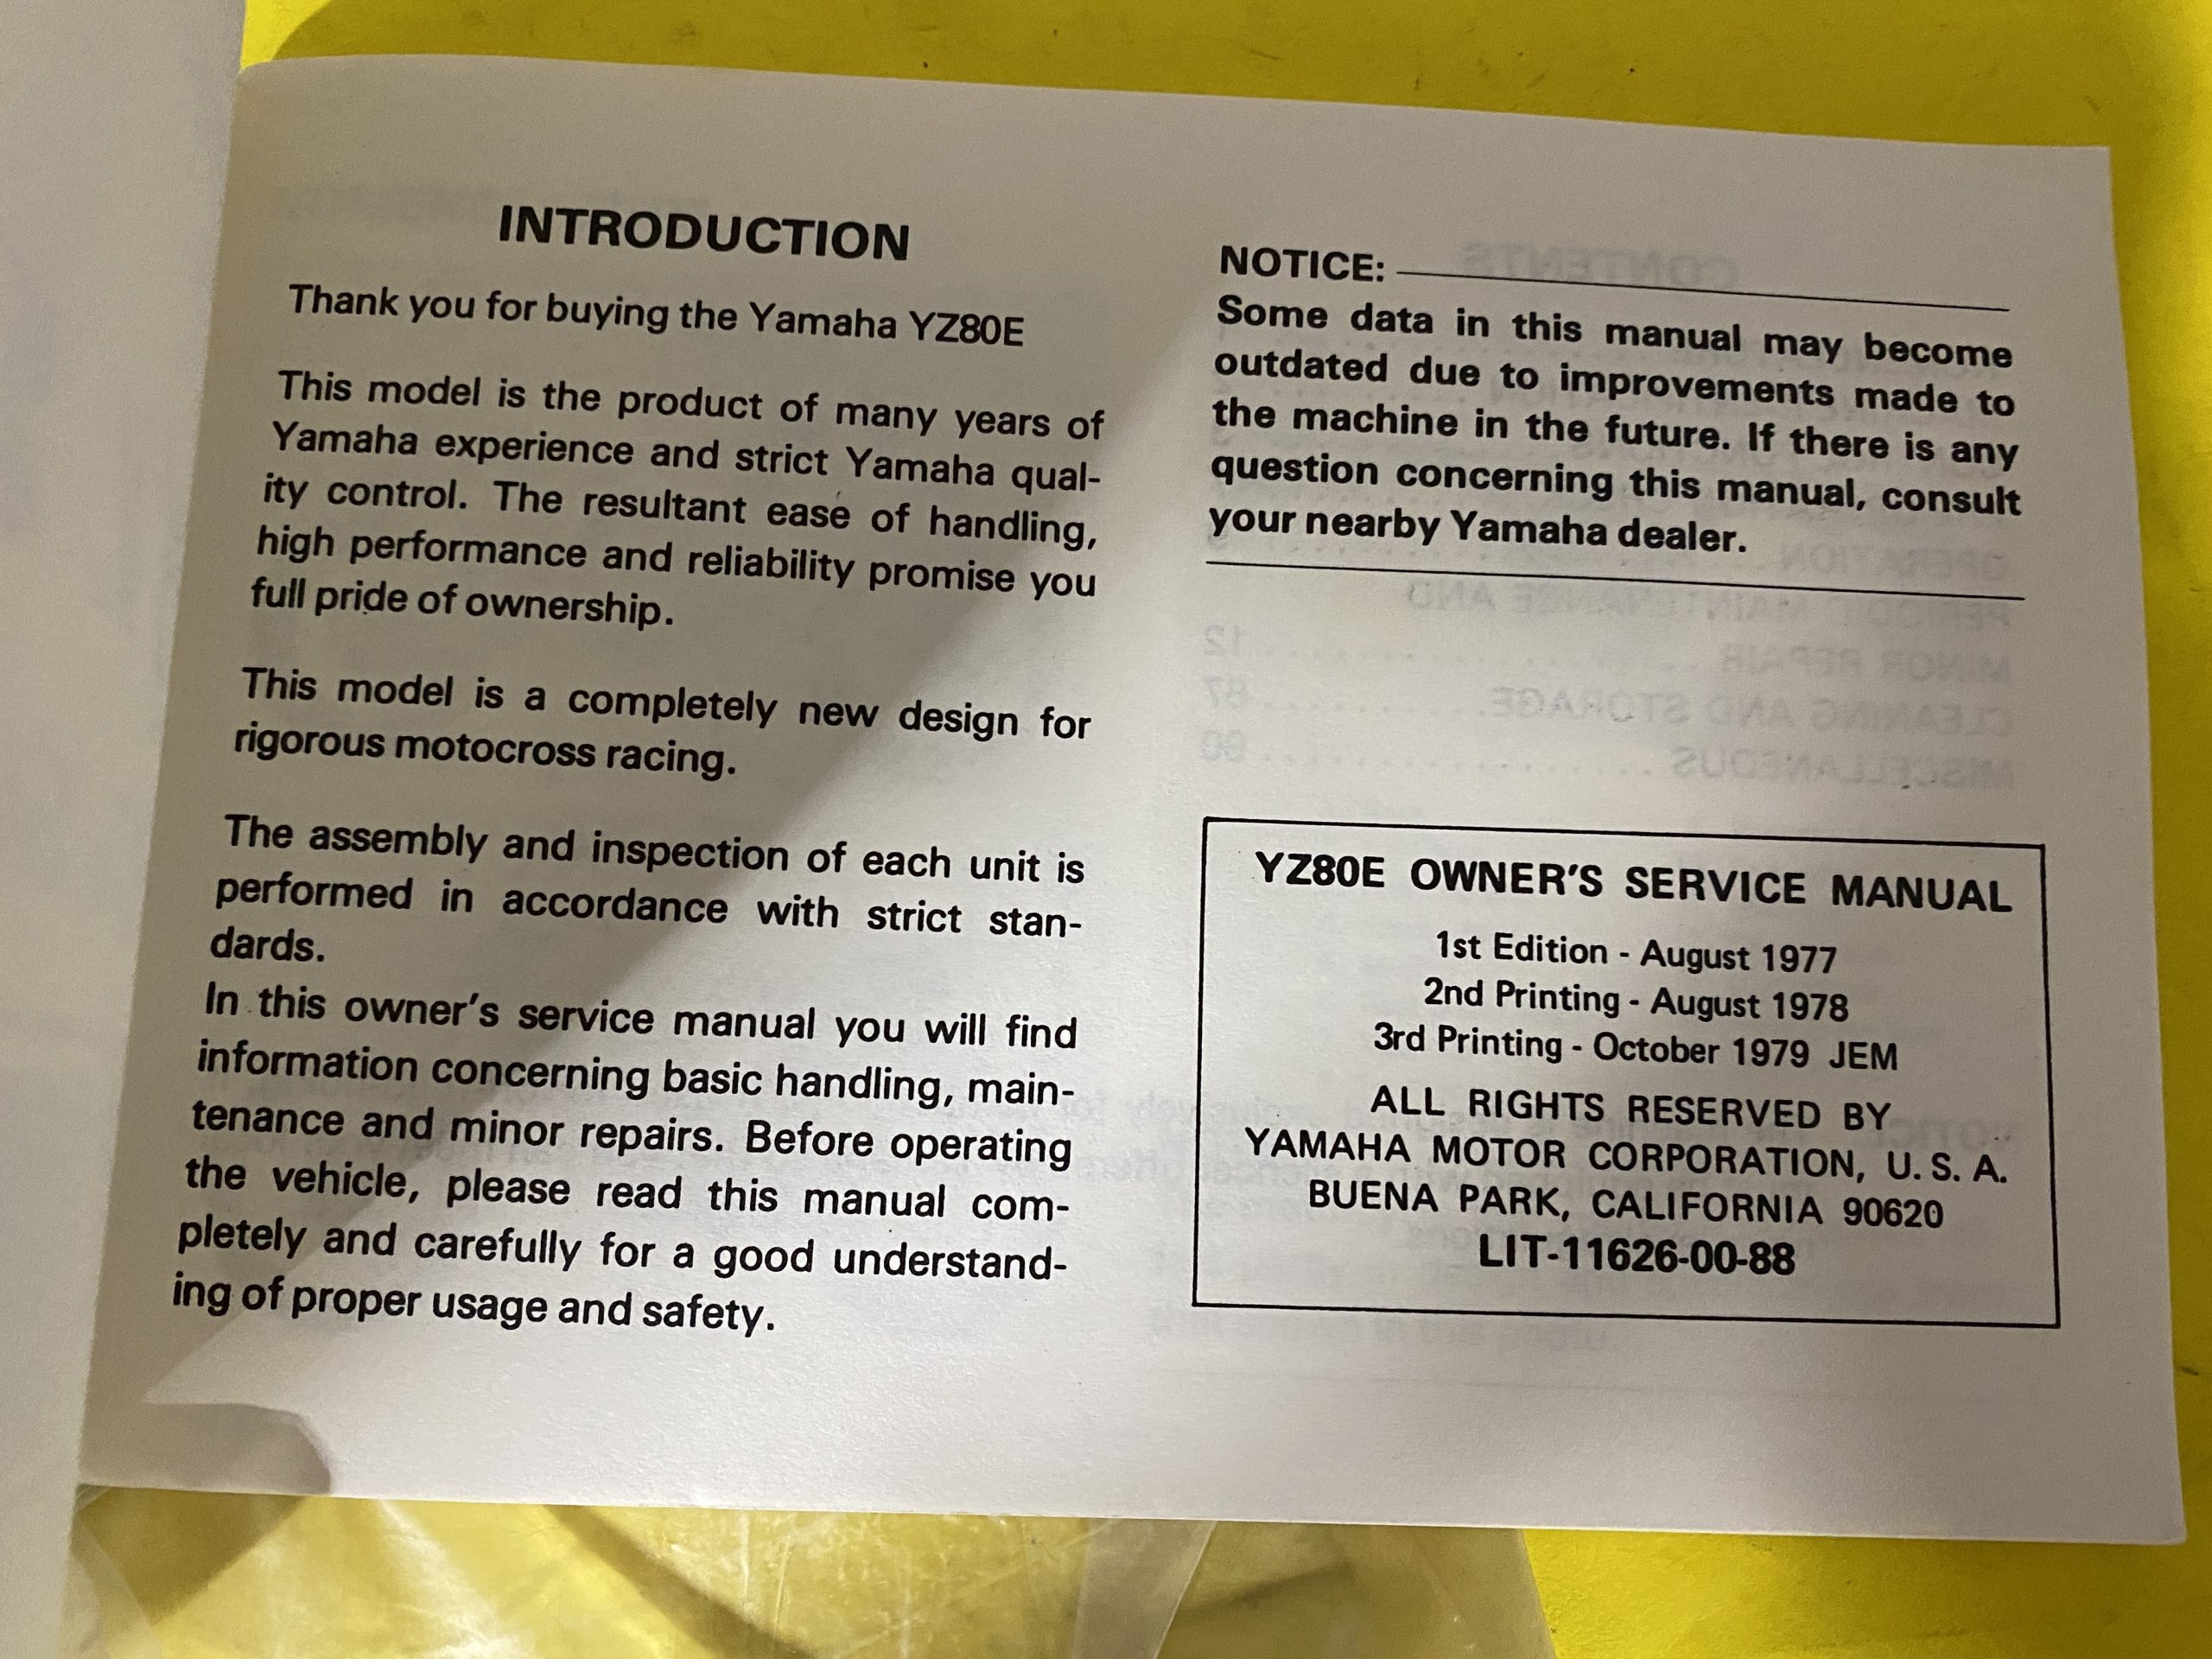 INTRODUCTION
Thank you for buying the Yamaha YZ80E
This model is the product of many years of
Yamaha experience and strict Yamaha qual-
ity control. The resultant ease of handling,
high performance and reliability promise you
full pride of ownership.
This model is a completely new design for
rigorous motocross racing.
The assembly and inspection of each unit is
performed in accordance with strict stan-
dards.
In this owner's service manual you will find
information concerning basic handling, main-
tenance and minor repairs. Before operating
the vehicle, please read this manual com-
pletely and carefully for a good understand-
ing of proper usage and safety.
NOTICE:
Some data in this manual may become
outdated due to improvements made to
the machine in the future. If there is any
question concerning this manual, consult
your nearby Yamaha dealer.
YZ80E OWNER'S SERVICE MANUAL
1st Edition - August 1977
2nd Printing - August 1978
3rd Printing - October 1979 JEM
ALL RIGHTS RESERVED BY
YAMAHA MOTOR CORPORATION, U. S. A.
BUENA PARK, CALIFORNIA 90620
LIT-11626-00-88